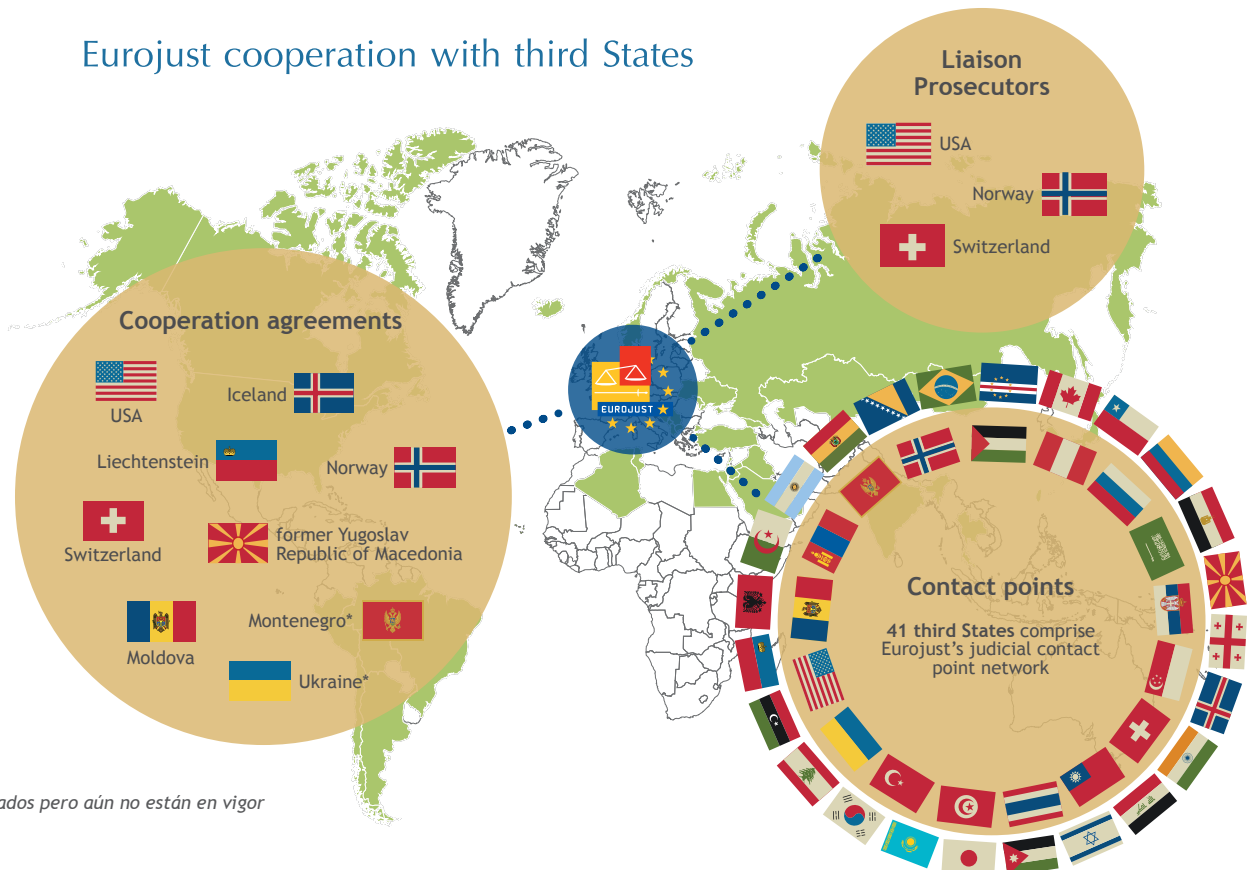 Eurojust cooperation with third States
Liaison
Prosecutors
USA
Norway
Switzerland
Cooperation agreements
USA
Iceland
Liechtenstein
Norway
Switzerland
former Yugoslav
Republic of Macedonia
Montenegro*
Moldova
Ukraine*
EUROJUST
Contact points
41 third States comprise
Eurojust's judicial contact
point network
pero aún no están en vigor